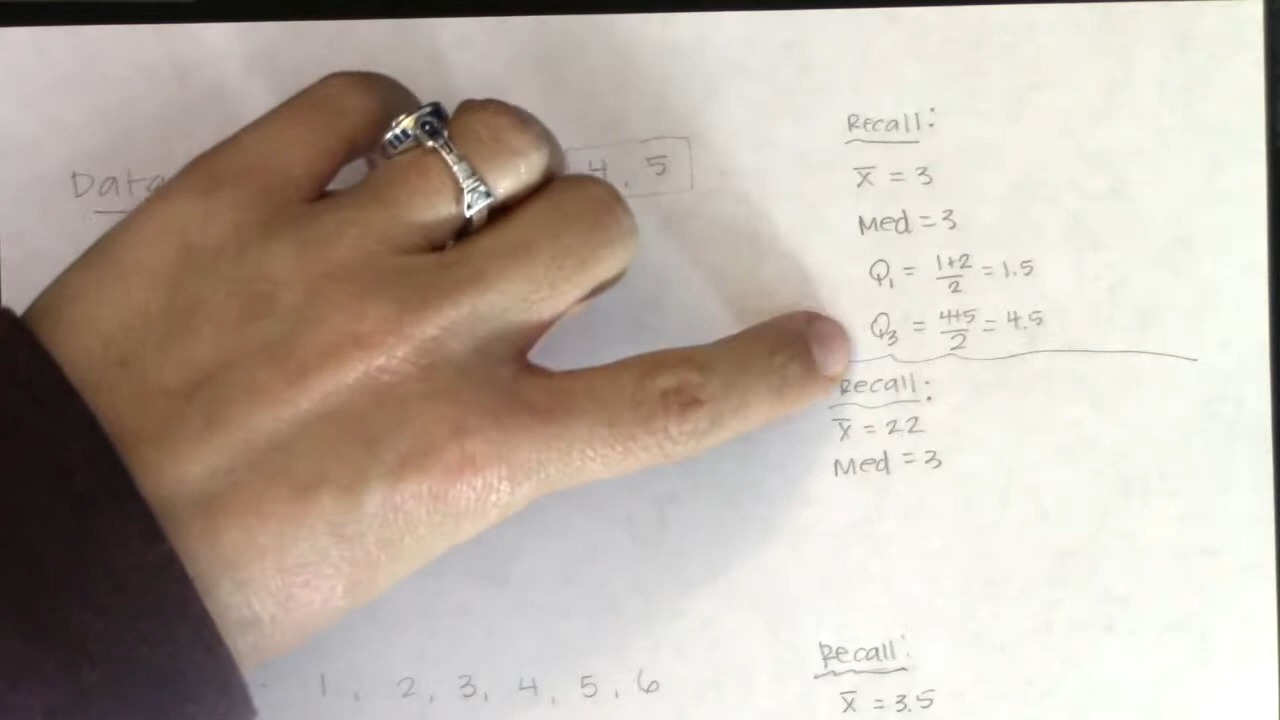 Data 4, 5
Recall:
x̄ = 3
Med = 3
Q₁ = (1+2)/2 = 1.5
Q₃ = (4+5)/2 = 4.5
Recall:
x̄ = 22
Med = 3
1, 2, 3, 4, 5, 6
Recall:
x̄ = 3.5